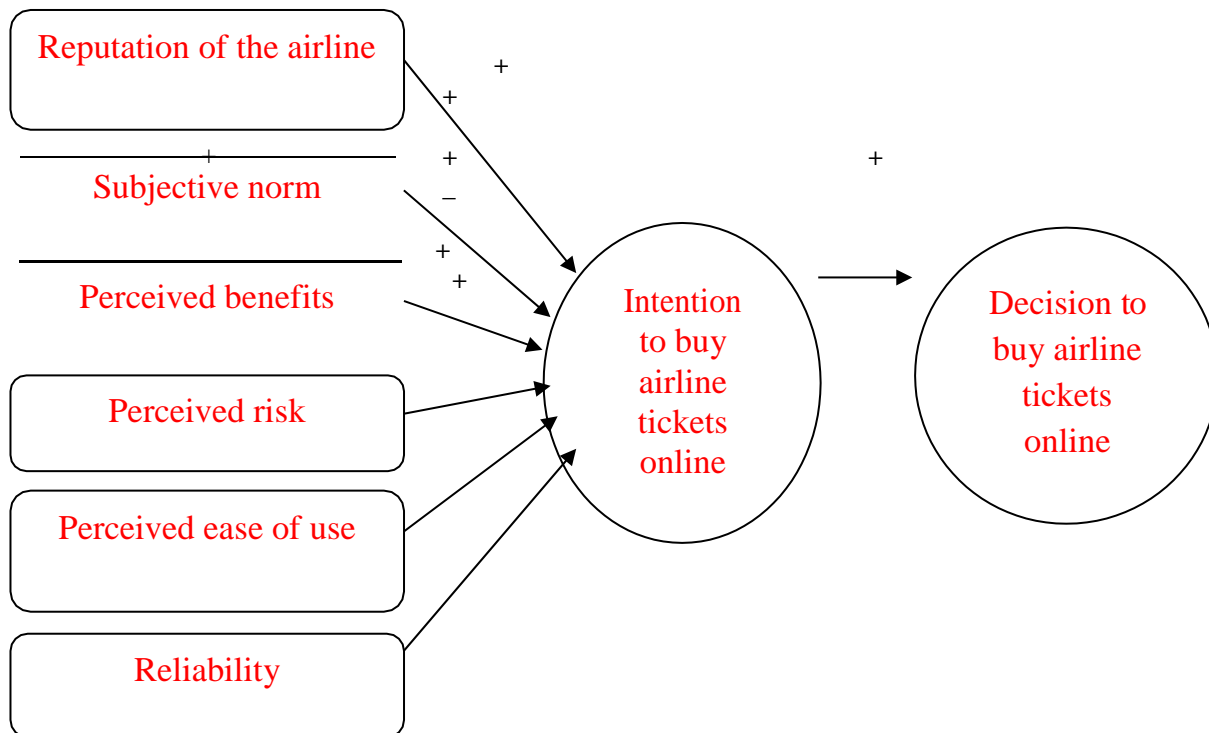 Reputation of the airline
+
+
+
+
+
Subjective norm
–
+
+
Perceived benefits
Perceived risk
Perceived ease of use
Reliability
Intention
to buy
airline
tickets
online
Decision to
buy airline
tickets
online